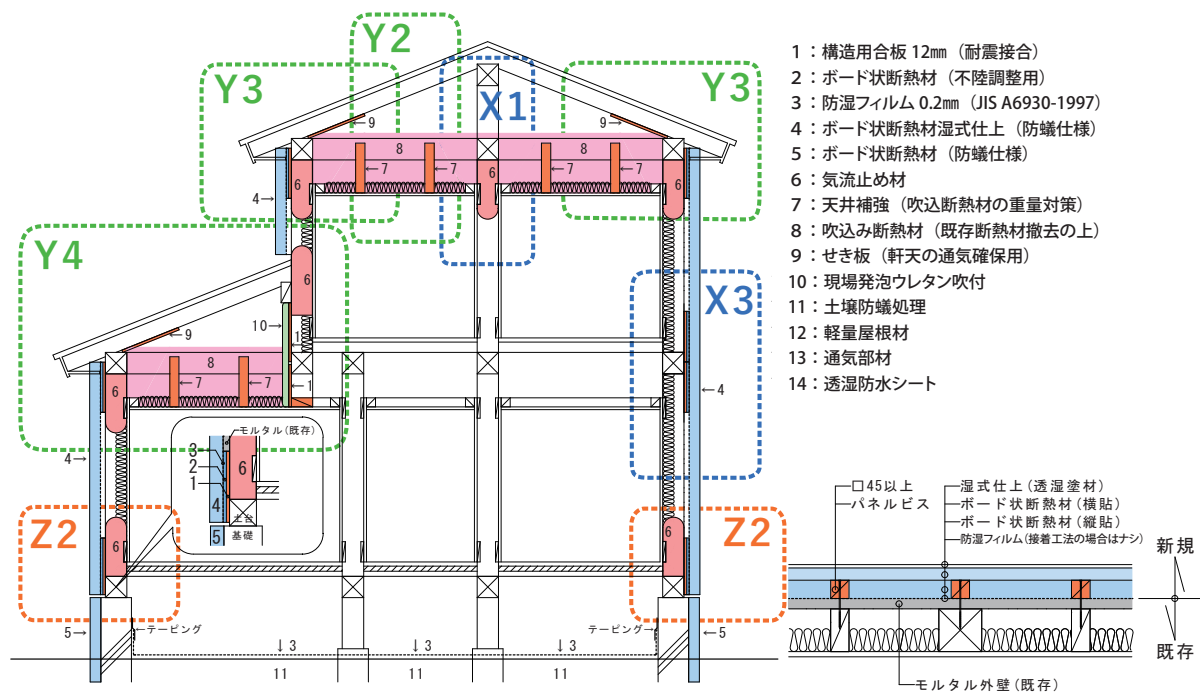 Y2
Y3
X1
Y3
1：構造用合板 12㎜（耐震接合）
2：ボード状断熱材（不陸調整用）
3：防湿フィルム 0.2㎜（JIS A6930-1997）
4：ボード状断熱材湿式仕上（防蟻仕様）
5：ボード状断熱材（防蟻仕様）
6：気流止め材
7：天井補強（吹込断熱材の重量対策）
8：吹込み断熱材（既存断熱材撤去の上）
9：せき板（軒天の通気確保用）
10：現場発泡ウレタン吹付
11：土壌防蟻処理
12：軽量屋根材
13：通気部材
14：透湿防水シート
←9
9→
8
8
6
←7
←7
6
←7
←7
6
4→
Y4
6
X3
10→
1
←9
8
←7
←7
←1
←4
6
モルタル(既存)
3
2
1
6
4
土台
5
基礎
4→
Z2
6
Z2
6
5→
テーピング
テーピング
←5
↓3
↓3
↓3
11
11
11
口45以上
パネルビス
湿式仕上(透湿塗材)
ボード状断熱材(横貼)
ボード状断熱材(縦貼)
防湿フィルム(接着工法の場合はナシ)
新規
既存
モルタル外壁(既存)